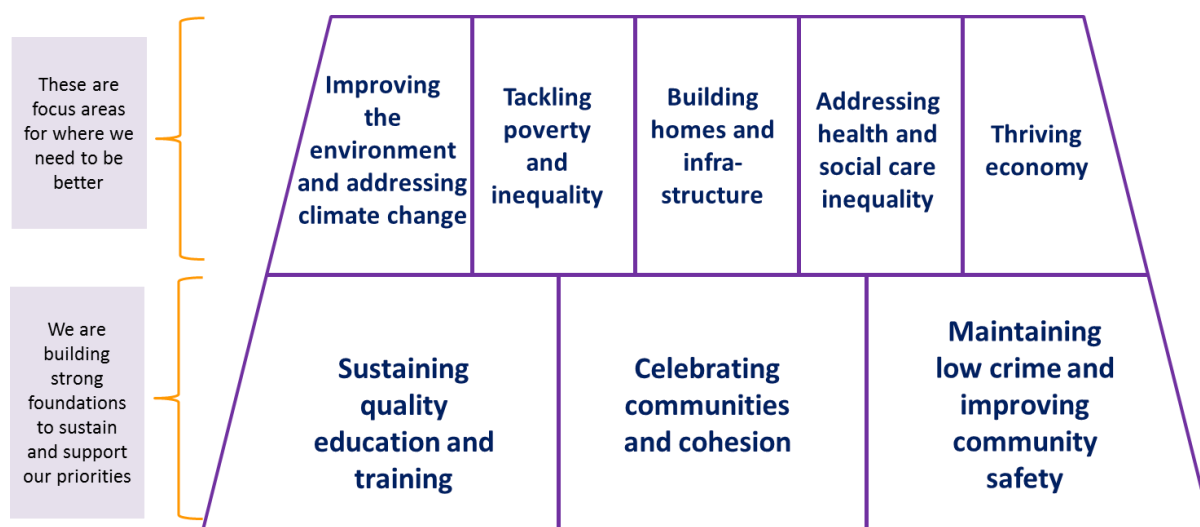 These are
focus areas
for where we
need to be
better
Improving
the
environment
and addressing
climate change
Tackling
poverty
and
inequality
Building
homes and
infra-
structure
Addressing
health and
social care
inequality
Thriving
economy
We are
building
strong
foundations
to sustain
and support
our priorities
Sustaining
quality
education and
training
Celebrating
communities
and cohesion
Maintaining
low crime and
improving
community
safety